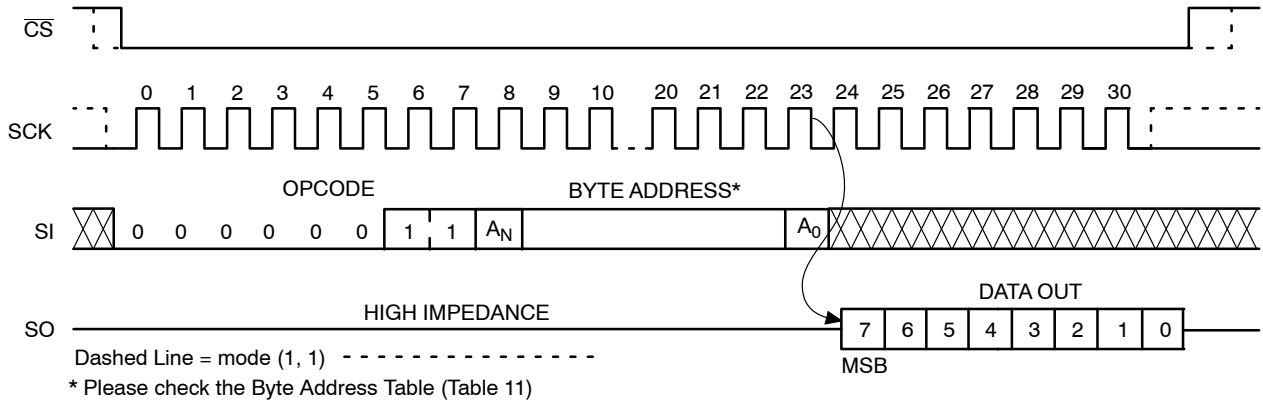 CS
0 1 2 3 4 5 6 7 8 9 10 20 21 22 23 24 25 26 27 28 29 30
SCK
OPCODE BYTE ADDRESS*
SI 0 0 0 0 0 0 1 1 AN A0
DATA OUT
HIGH IMPEDANCE
SO 7 6 5 4 3 2 1 0
Dashed Line = mode (1, 1)
MSB
* Please check the Byte Address Table (Table 11)